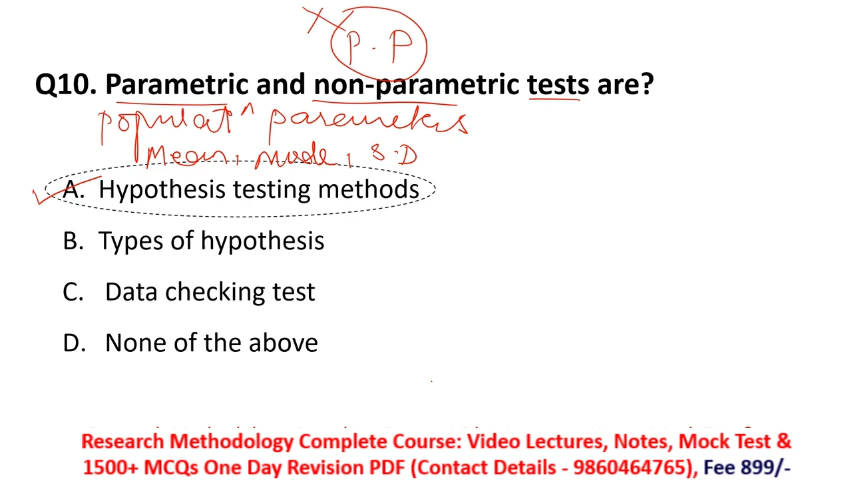 P.P
Q10. Parametric and non-parametric tests are?
populat^ parameters
Mean, mode, S.D
A. Hypothesis testing methods
B. Types of hypothesis
C. Data checking test
D. None of the above
Research Methodology Complete Course: Video Lectures, Notes, Mock Test &
1500+ MCQs One Day Revision PDF (Contact Details - 9860464765), Fee 899/-